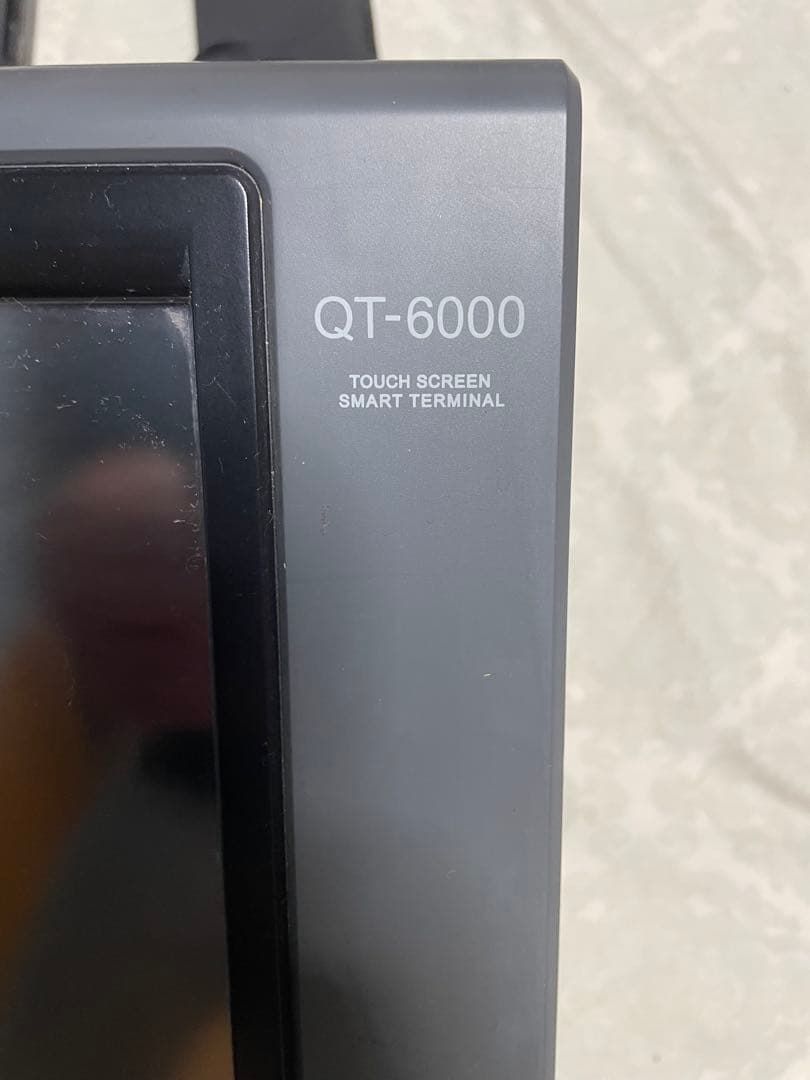 QT-6000
TOUCH SCREEN
SMART TERMINAL